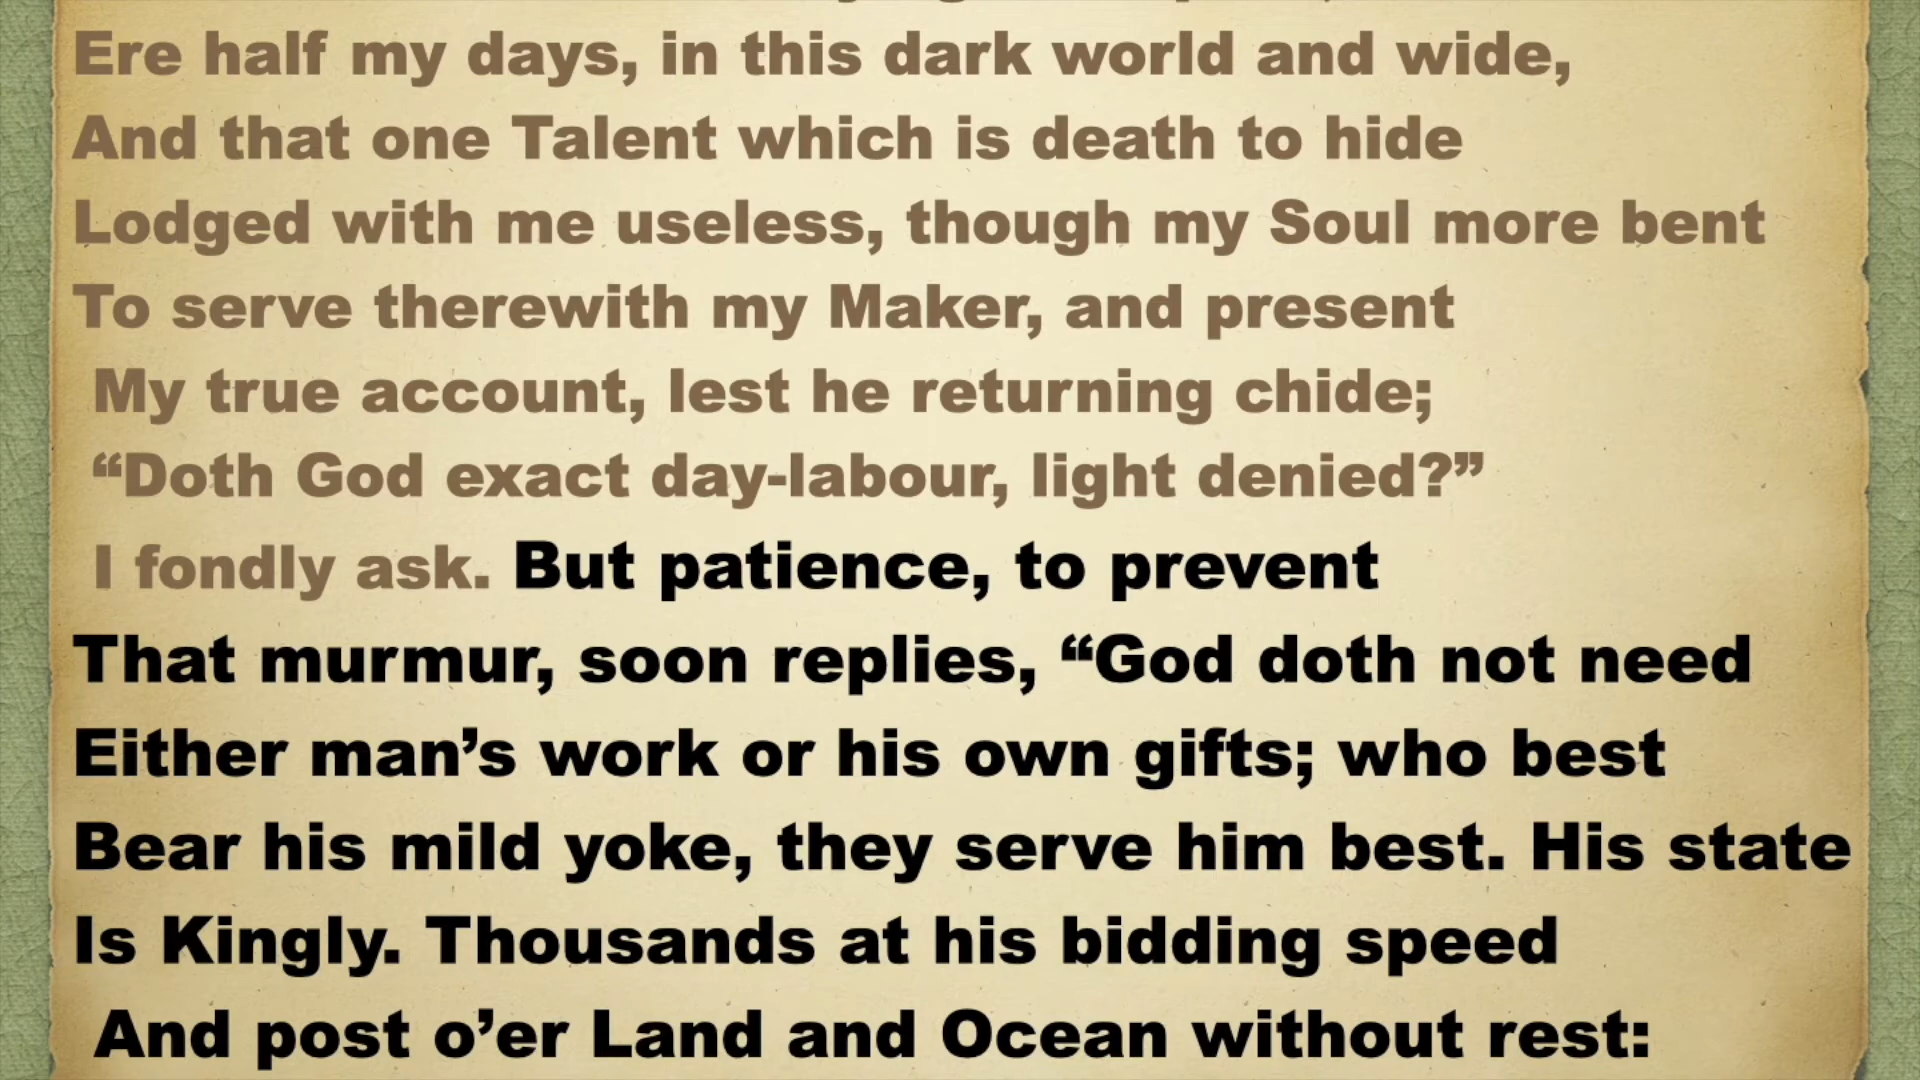 Ere half my days, in this dark world and wide,
And that one Talent which is death to hide
Lodged with me useless, though my Soul more bent
To serve therewith my Maker, and present
My true account, lest he returning chide;
“Doth God exact day-labour, light denied?”
I fondly ask. But patience, to prevent
That murmur, soon replies, “God doth not need
Either man’s work or his own gifts; who best
Bear his mild yoke, they serve him best. His state
Is Kingly. Thousands at his bidding speed
And post o’er Land and Ocean without rest: